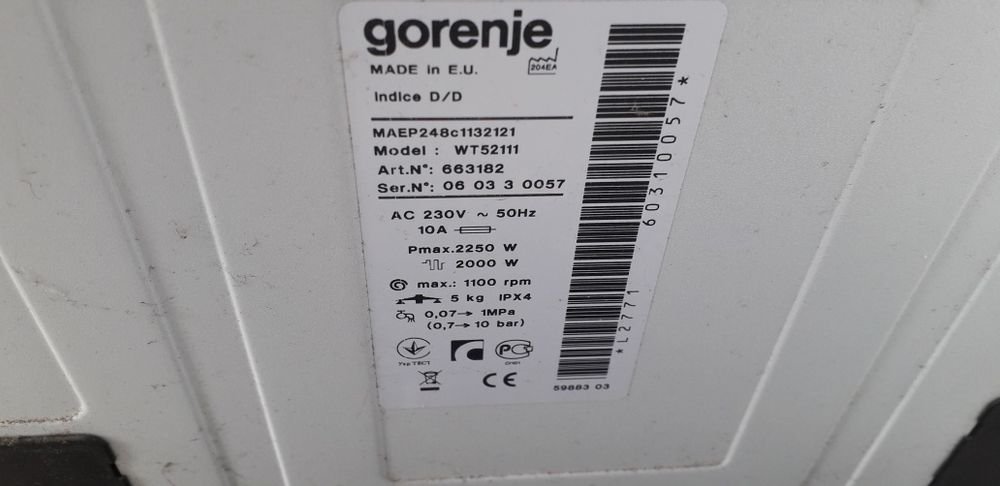 gorenje
MADE in E.U.
204EA
Indice D/D
MAEP248c1132121
Model : WT52111
Art.N°: 663182
Ser.N°: 06 03 3 0057
AC 230V ~ 50Hz
10A
Pmax.2250 W
2000 W
max.: 1100 rpm
5 kg IPX4
0,07→ 1MPa
(0,7→ 10 bar)
УкрТЕСТ
PC
CE
*L2771 60310057*
59883 03